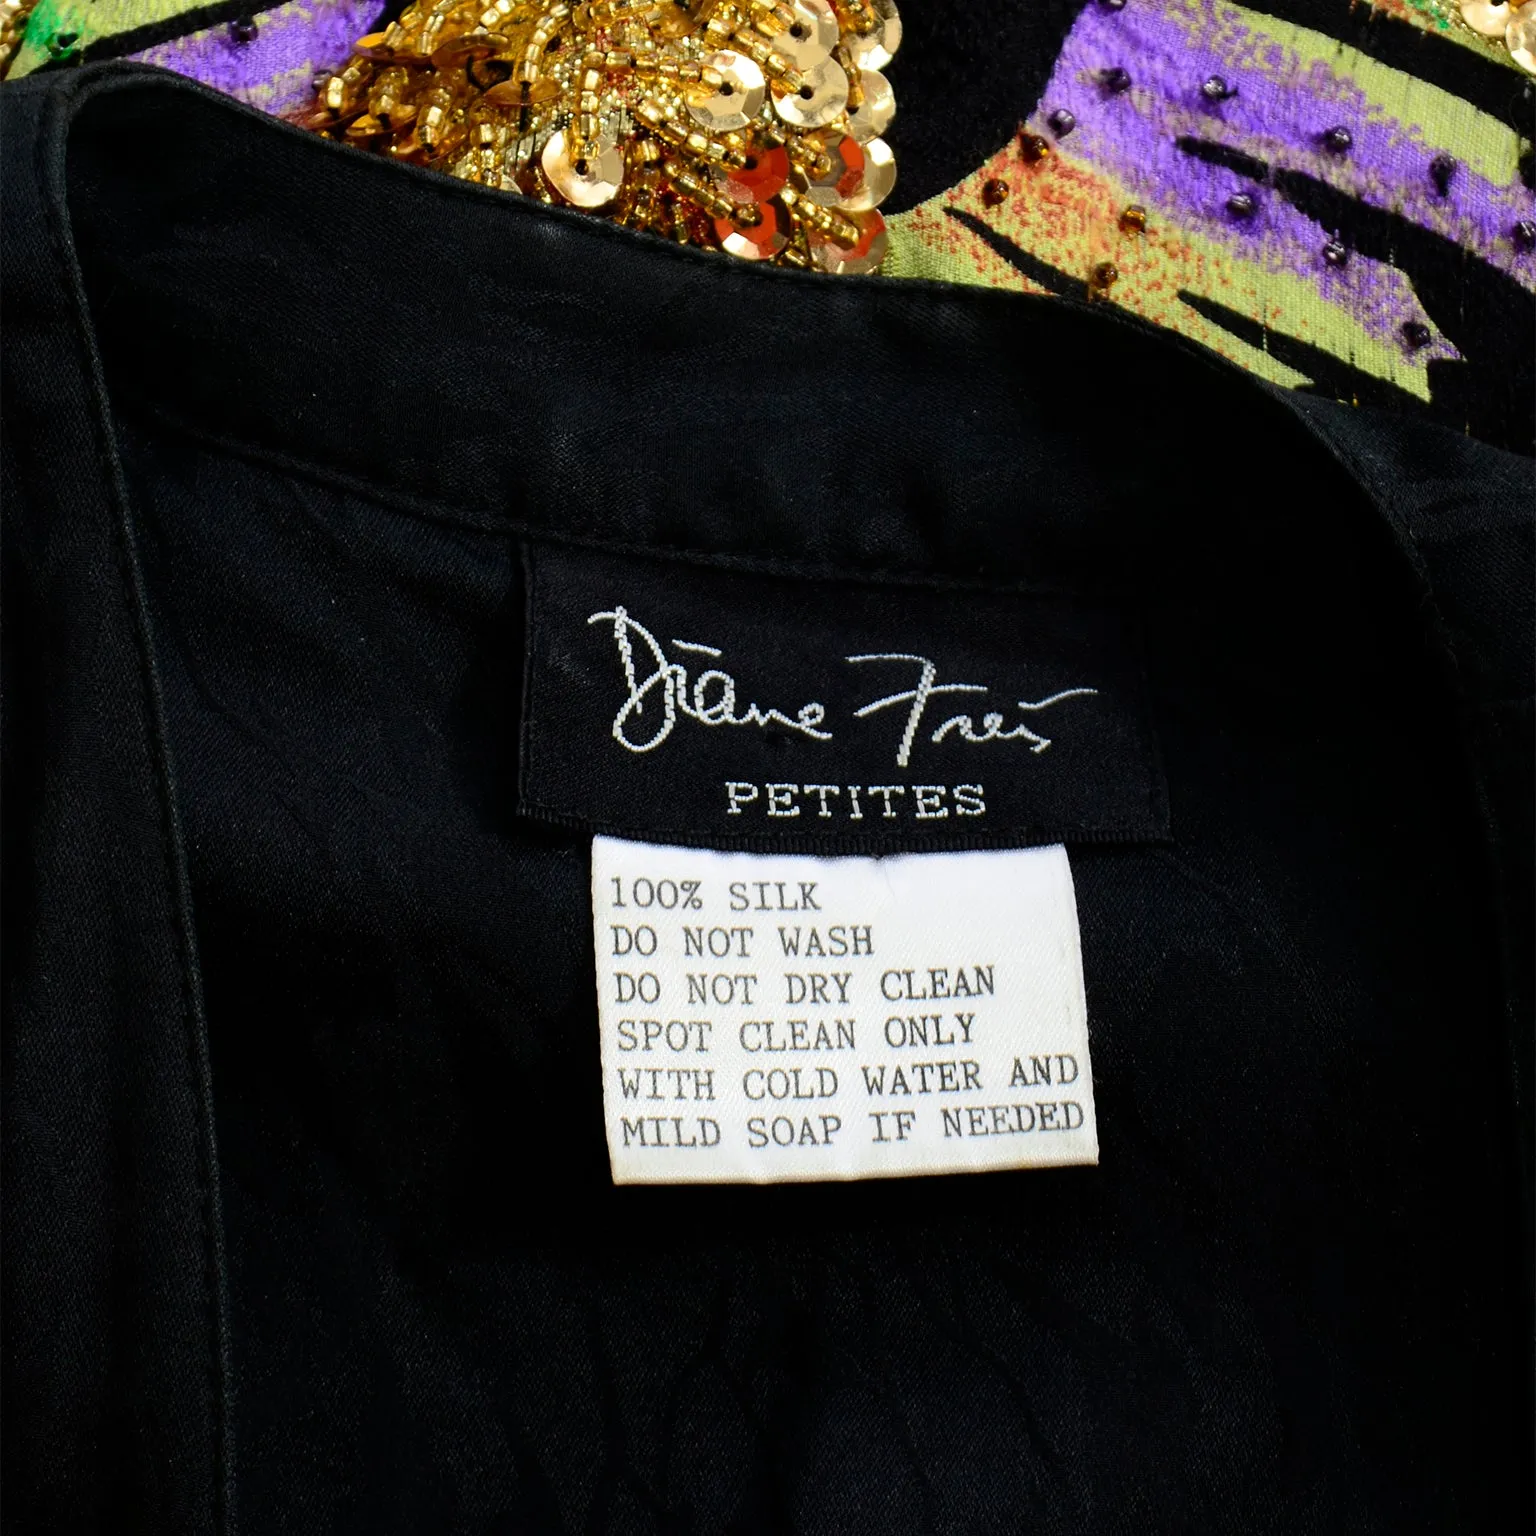 Diane Freis
PETITES
100% SILK
DO NOT WASH
DO NOT DRY CLEAN
SPOT CLEAN ONLY
WITH COLD WATER AND
MILD SOAP IF NEEDED